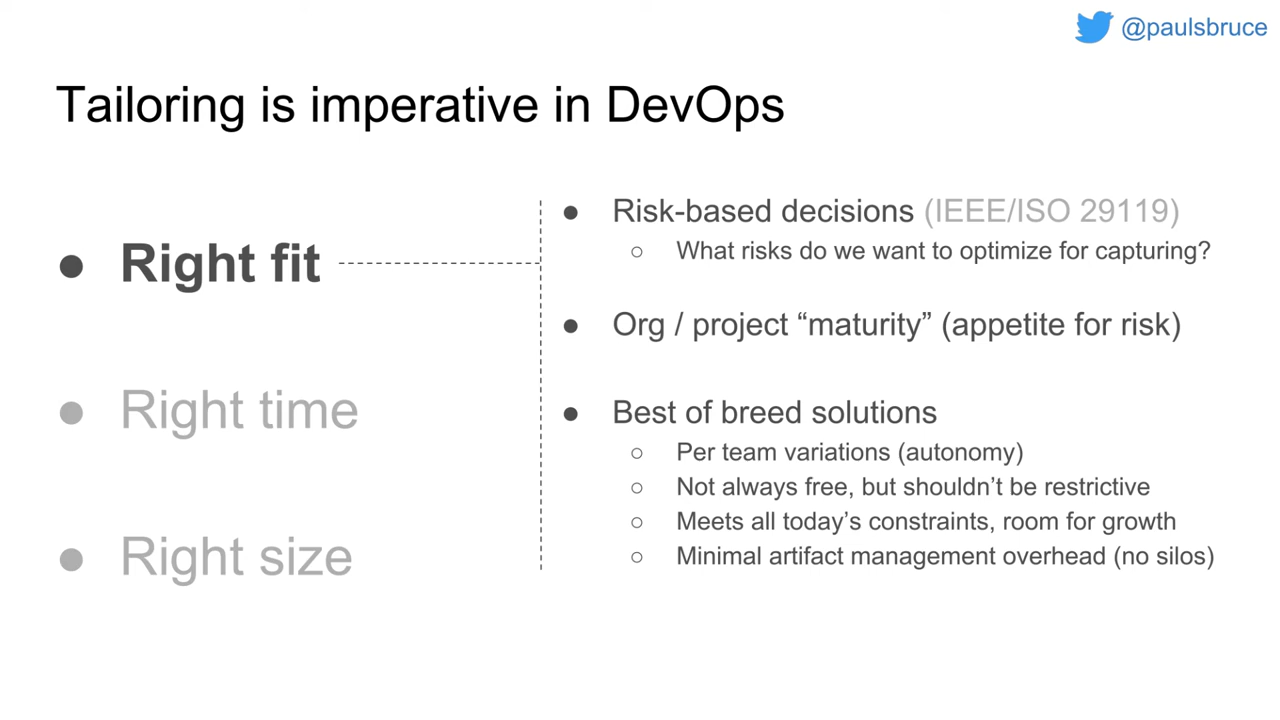 @paulsbruce
Tailoring is imperative in DevOps
● Right fit
● Right time
● Right size
● Risk-based decisions (IEEE/ISO 29119)
○ What risks do we want to optimize for capturing?
● Org / project “maturity” (appetite for risk)
● Best of breed solutions
○ Per team variations (autonomy)
○ Not always free, but shouldn’t be restrictive
○ Meets all today’s constraints, room for growth
○ Minimal artifact management overhead (no silos)